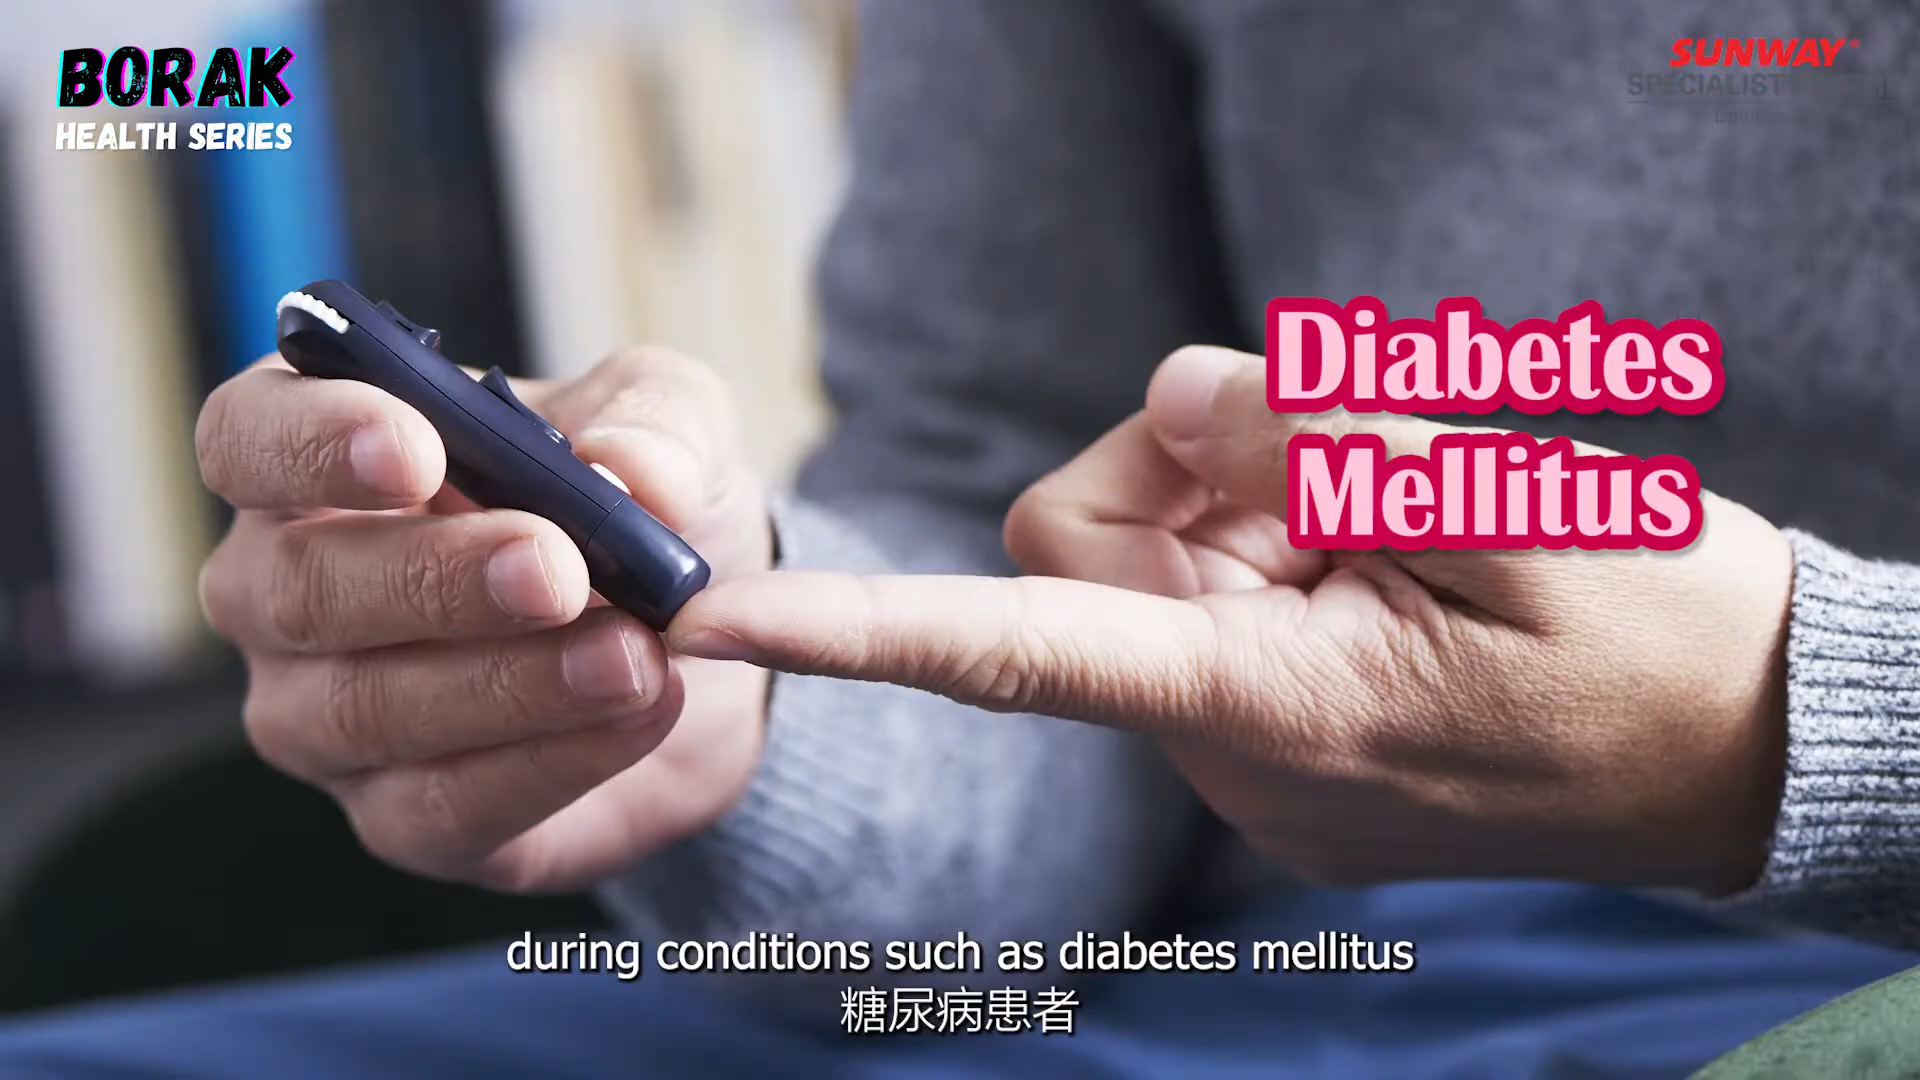 BORAK
HEALTH SERIES
SUNWAY®
SPECIALIST
Diabetes
Mellitus
during conditions such as diabetes mellitus
糖尿病患者